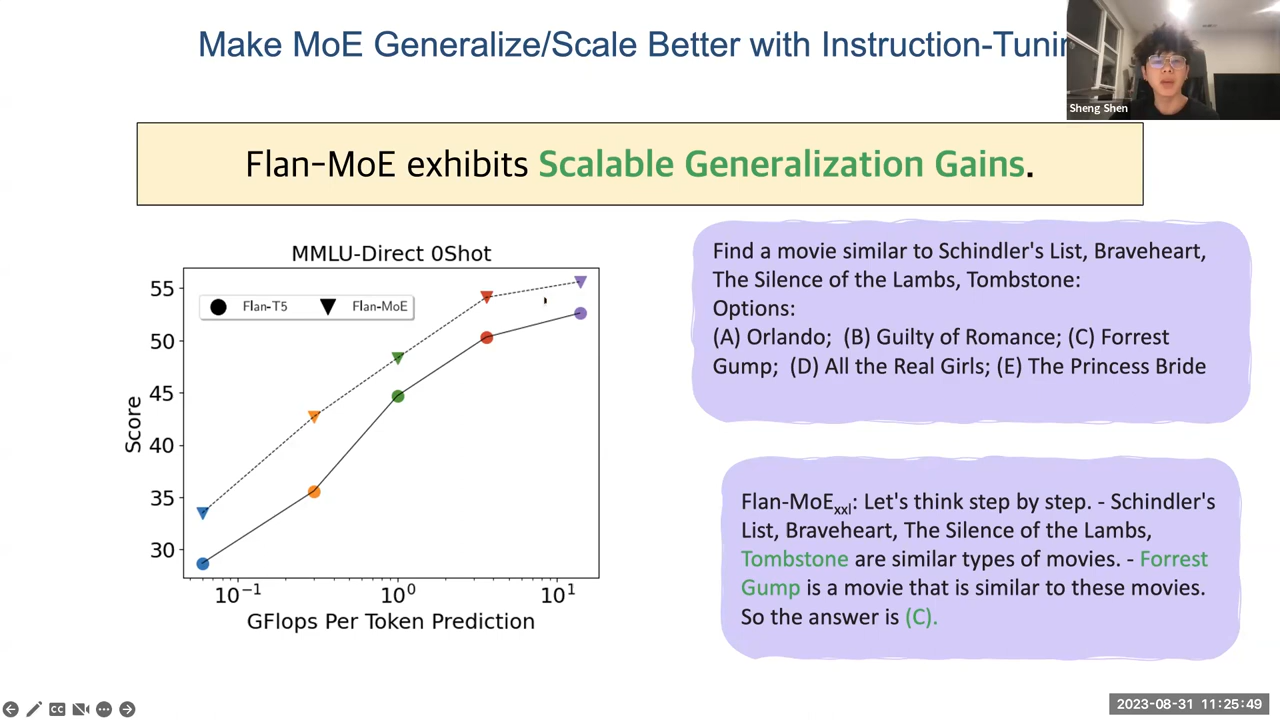 Make MoE Generalize/Scale Better with Instruction-Tunin
Sheng Shen
Flan-MoE exhibits Scalable Generalization Gains.
MMLU-Direct 0Shot
Flan-T5
Flan-MoE
55
50
45
40
35
30
Score
10⁻¹
10⁰
10¹
GFlops Per Token Prediction
Find a movie similar to Schindler's List, Braveheart,
The Silence of the Lambs, Tombstone:
Options:
(A) Orlando; (B) Guilty of Romance; (C) Forrest
Gump; (D) All the Real Girls; (E) The Princess Bride
Flan-MoExxl: Let's think step by step. - Schindler's
List, Braveheart, The Silence of the Lambs,
Tombstone are similar types of movies. - Forrest
Gump is a movie that is similar to these movies.
So the answer is (C).
CC
2023-08-31 11:25:49